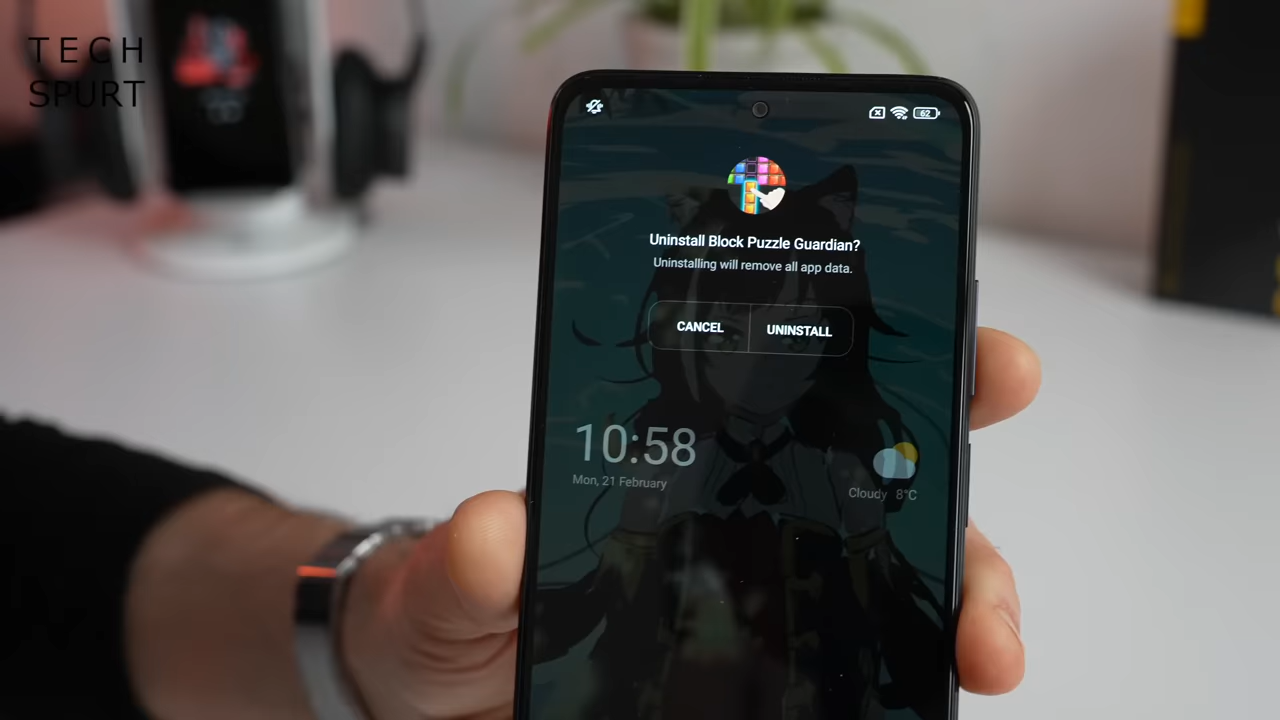 TECH
SPURT
62
Uninstall Block Puzzle Guardian?
Uninstalling will remove all app data.
CANCEL UNINSTALL
10:58
Mon, 21 February
Cloudy 8°C